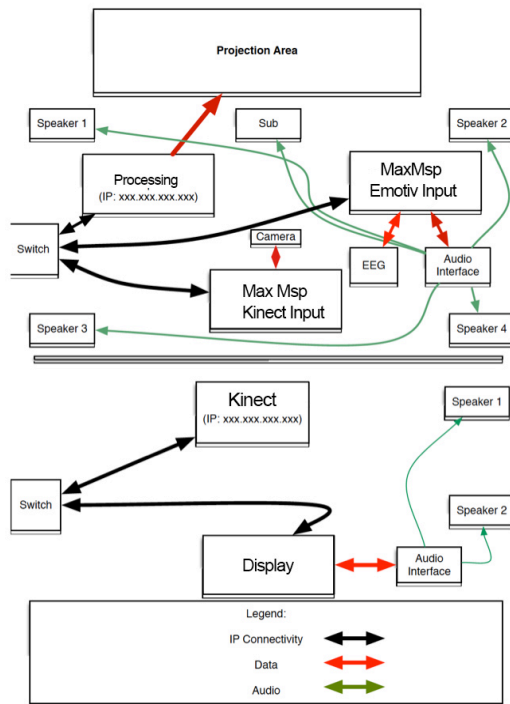 Projection Area
Speaker 1
Sub
Speaker 2
Processing
(IP: xxx.xxx.xxx.xxx)
MaxMsp
Emotiv Input
Switch
Camera
EEG
Audio
Interface
Max Msp
Kinect Input
Speaker 3
Speaker 4
Kinect
(IP: xxx.xxx.xxx.xxx)
Speaker 1
Switch
Speaker 2
Display
Audio
Interface
Legend:
IP Connectivity
Data
Audio